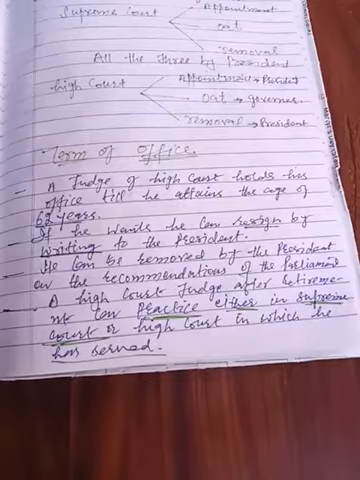 Supreme Court
Appointment
oat
removal
All the three by President
high Court
Appointment → President
Oat → governer.
removal → President
Term of office.
A Judge of high Court holds his
office till he attains the age of
62 years.
If he wants he can resign by
writing to the President.
He can be removed by the President
on the recommendations of the Parliament
A high Court Judge after retireme-
nt can practice either in supreme
court or high Court in which he
has served.